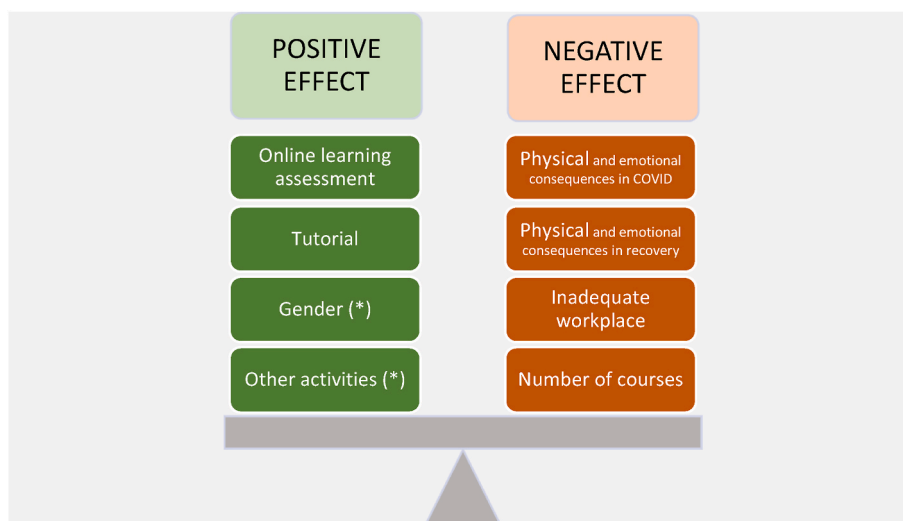 POSITIVE
EFFECT
Online learning
assessment
Tutorial
Gender (*)
Other activities (*)
NEGATIVE
EFFECT
Physical and emotional
consequences in COVID
Physical and emotional
consequences in recovery
Inadequate
workplace
Number of courses